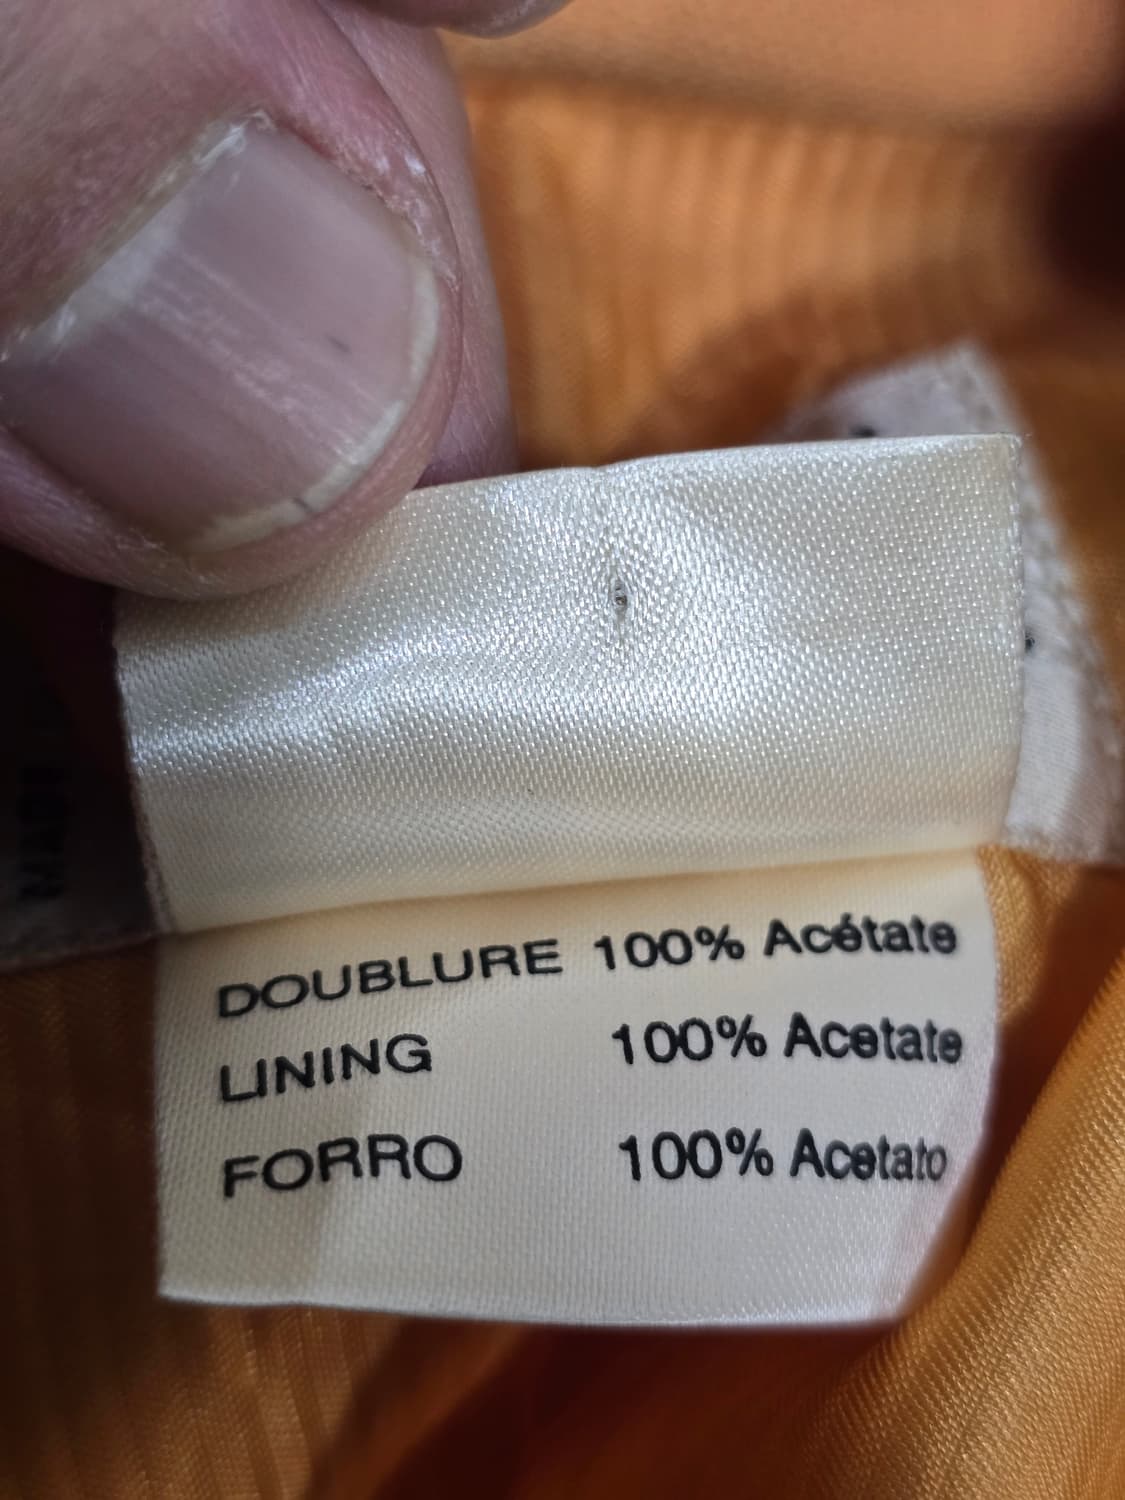 DOUBLURE 100% Acétate
LINING 100% Acetate
FORRO 100% Acetato